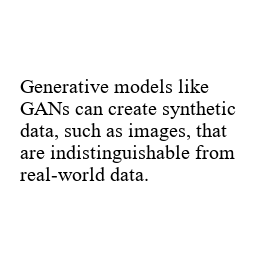 Generative models like
GANs can create synthetic
data, such as images, that
are indistinguishable from
real-world data.